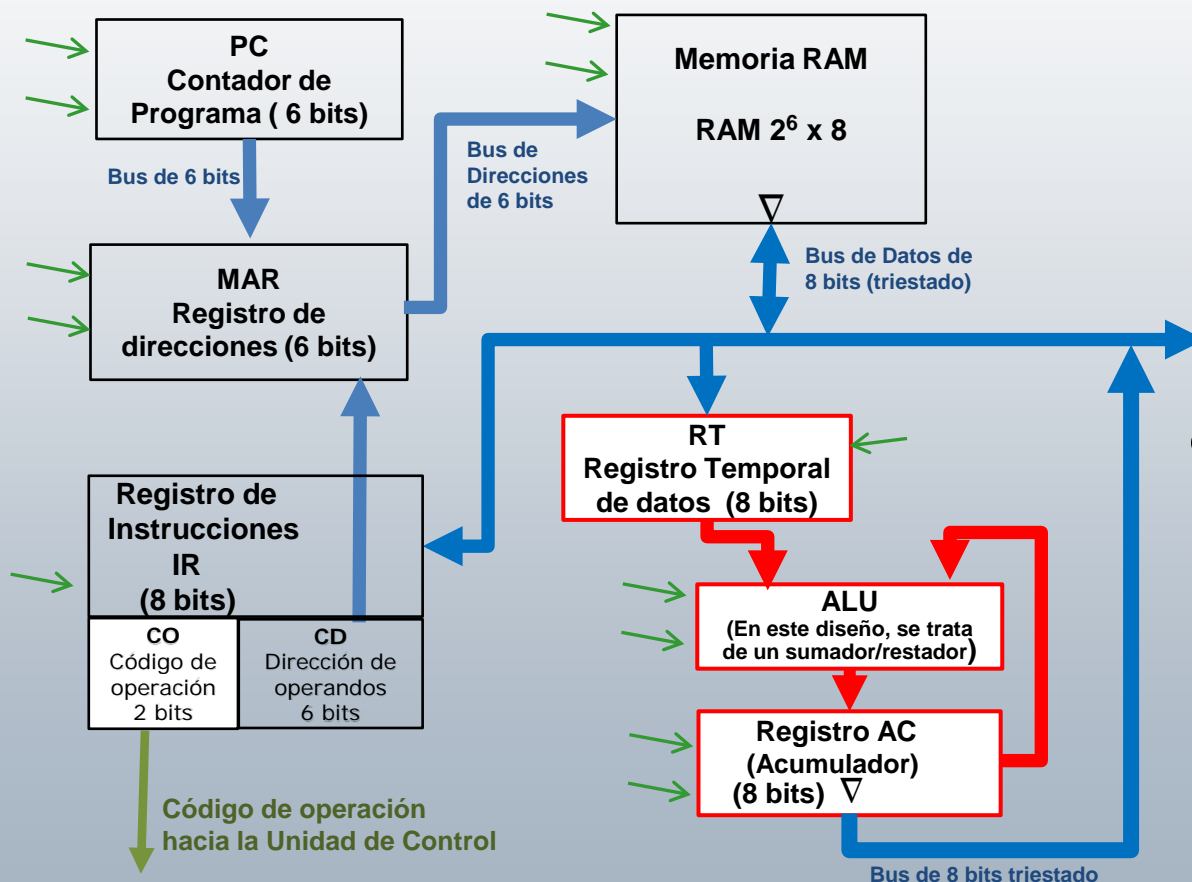 PC
Contador de
Programa ( 6 bits)
Memoria RAM
RAM 2⁶ x 8
Bus de 6 bits
Bus de
Direcciones
de 6 bits
MAR
Registro de
direcciones (6 bits)
Bus de Datos de
8 bits (triestado)
RT
Registro Temporal
de datos (8 bits)
Registro de
Instrucciones
IR
(8 bits)
CO
Código de
operación
2 bits
CD
Dirección de
operandos
6 bits
ALU
(En este diseño, se trata
de un sumador/restador)
Registro AC
(Acumulador)
(8 bits)
Código de operación
hacia la Unidad de Control
Bus de 8 bits triestado